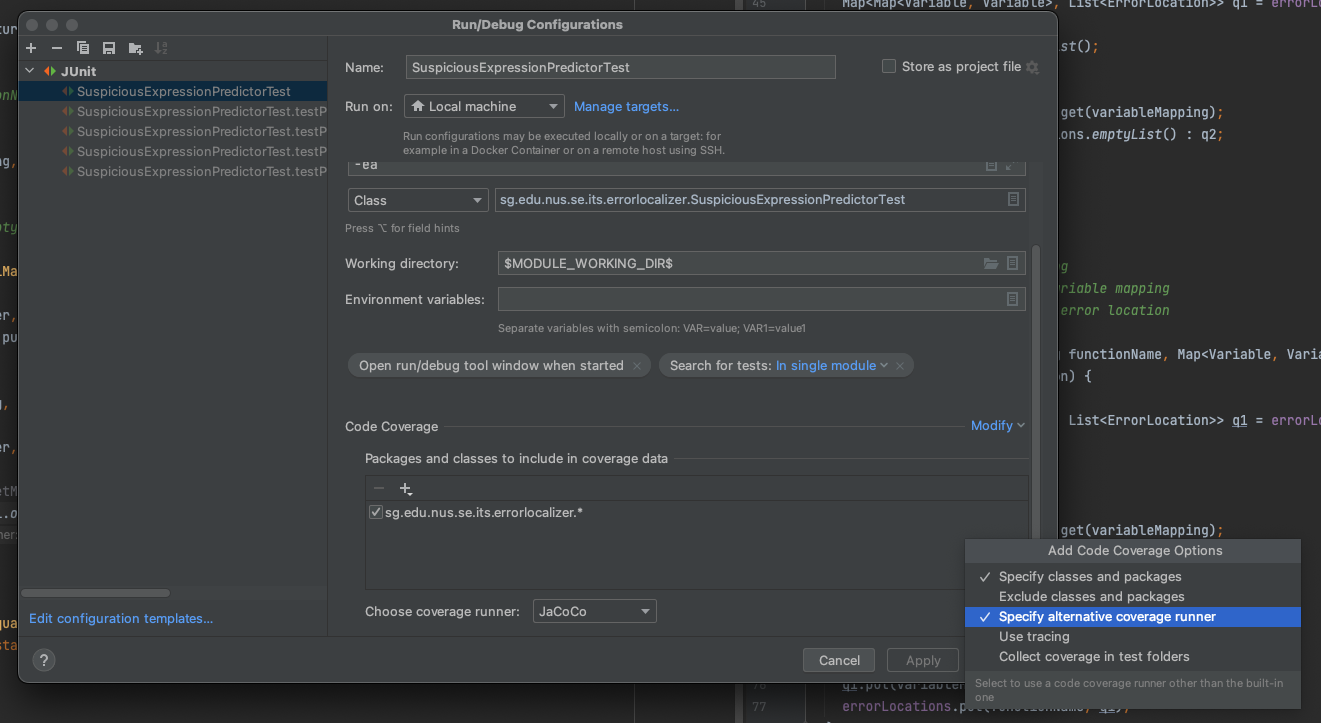 Run/Debug Configurations
JUnit
SuspiciousExpressionPredictorTest
SuspiciousExpressionPredictorTest.testP
SuspiciousExpressionPredictorTest.testP
SuspiciousExpressionPredictorTest.testP
SuspiciousExpressionPredictorTest.testP
Edit configuration templates...
Name: SuspiciousExpressionPredictorTest
Store as project file
Run on: Local machine Manage targets...
Run configurations may be executed locally or on a target: for
example in a Docker Container or on a remote host using SSH.
-ea
Class sg.edu.nus.se.its.errorlocalizer.SuspiciousExpressionPredictorTest
Press ⌥ for field hints
Working directory: $MODULE_WORKING_DIR$
Environment variables:
Separate variables with semicolon: VAR=value; VAR1=value1
Open run/debug tool window when started × Search for tests: In single module ×
Code Coverage Modify
Packages and classes to include in coverage data
sg.edu.nus.se.its.errorlocalizer.*
Choose coverage runner: JaCoCo
? Cancel Apply
Add Code Coverage Options
✓ Specify classes and packages
Exclude classes and packages
✓ Specify alternative coverage runner
Use tracing
Collect coverage in test folders
Select to use a code coverage runner other than the built-in
one
45 Map<Map<Variable, Variable>, List<ErrorLocation>> q1 = errorLo
st();
get(variableMapping);
ons.emptyList() : q2;
g
riable mapping
error location
g functionName, Map<Variable, Varia
n) {
List<ErrorLocation>> q1 = errorLo
get(variableMapping);
76 q1.put(variable
77 errorLocations.put(functionName, q1);